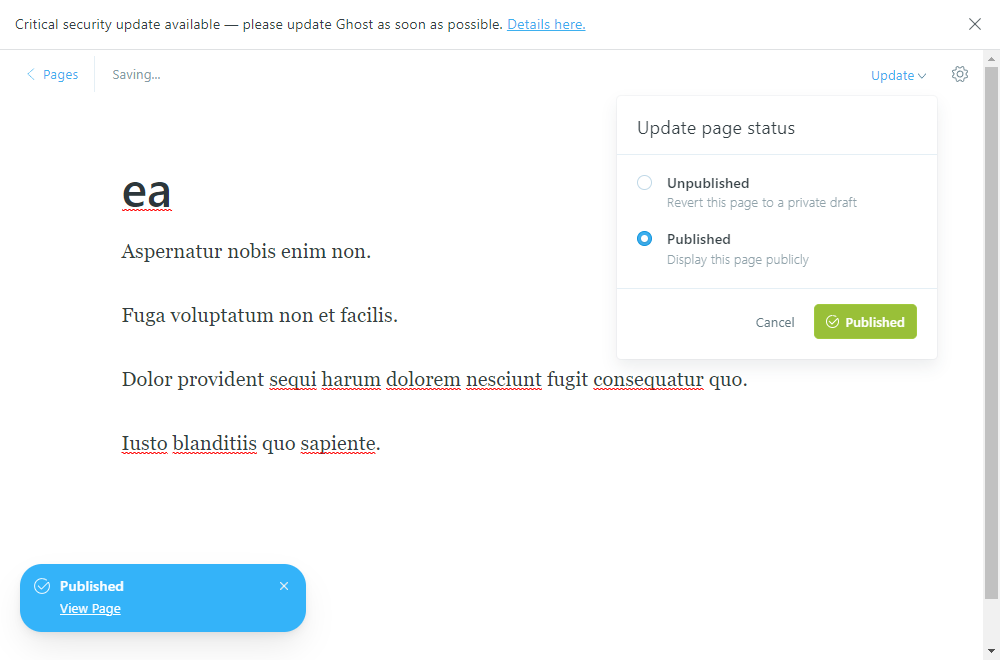 Critical security update available — please update Ghost as soon as possible. Details here.
Pages
Saving...
Update
Update page status
Unpublished
Revert this page to a private draft
Published
Display this page publicly
Cancel
Published
ea
Aspernatur nobis enim non.
Fuga voluptatum non et facilis.
Dolor provident sequi harum dolorem nesciunt fugit consequatur quo.
Iusto blanditiis quo sapiente.
Published
View Page